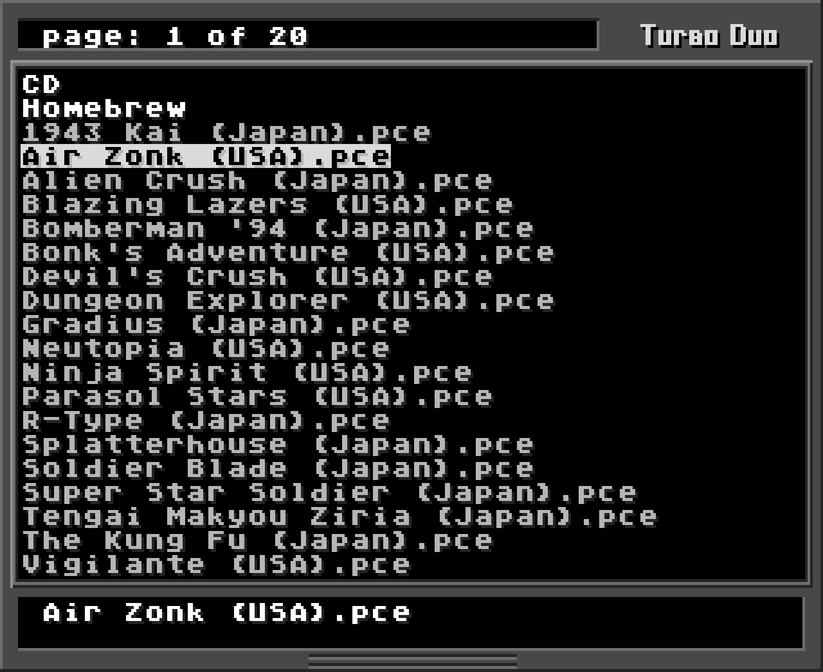 page: 1 of 20
Turbo Duo
CD
Homebrew
1943 Kai (Japan).pce
Air Zonk (USA).pce
Alien Crush (Japan).pce
Blazing Lazers (USA).pce
Bomberman '94 (Japan).pce
Bonk's Adventure (USA).pce
Devil's Crush (USA).pce
Dungeon Explorer (USA).pce
Gradius (Japan).pce
Neutopia (USA).pce
Ninja Spirit (USA).pce
Parasol Stars (USA).pce
R-Type (Japan).pce
Splatterhouse (Japan).pce
Soldier Blade (Japan).pce
Super Star Soldier (Japan).pce
Tengai Makyou Ziria (Japan).pce
The Kung Fu (Japan).pce
Vigilante (USA).pce
Air Zonk (USA).pce